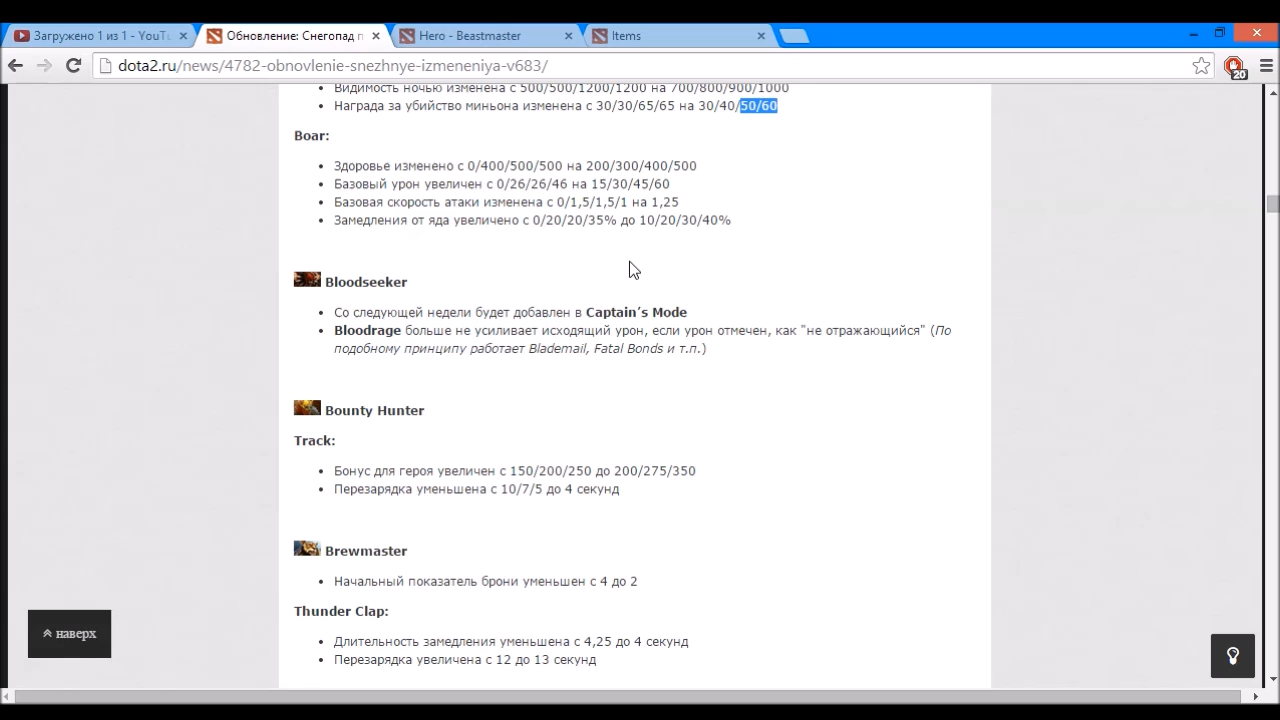 Загружено 1 из 1 - YouTu
Обновление: Снегопад п
Hero - Beastmaster
Items
dota2.ru/news/4782-obnovlenie-snezhnye-izmeneniya-v683/
20
Видимость ночью изменена с 500/500/1200/1200 на 700/800/900/1000
Награда за убийство миньона изменена с 30/30/65/65 на 30/40/50/60
Boar:
Здоровье изменено с 0/400/500/500 на 200/300/400/500
Базовый урон увеличен с 0/26/26/46 на 15/30/45/60
Базовая скорость атаки изменена с 0/1,5/1,5/1 на 1,25
Замедления от яда увеличено с 0/20/20/35% до 10/20/30/40%
Bloodseeker
Со следующей недели будет добавлен в Captain’s Mode
Bloodrage больше не усиливает исходящий урон, если урон отмечен, как "не отражающийся" (По
подобному принципу работает Blademail, Fatal Bonds и т.п.)
Bounty Hunter
Track:
Бонус для героя увеличен с 150/200/250 до 200/275/350
Перезарядка уменьшена с 10/7/5 до 4 секунд
Brewmaster
Начальный показатель брони уменьшен с 4 до 2
Thunder Clap:
Длительность замедления уменьшена с 4,25 до 4 секунд
Перезарядка увеличена с 12 до 13 секунд
наверх